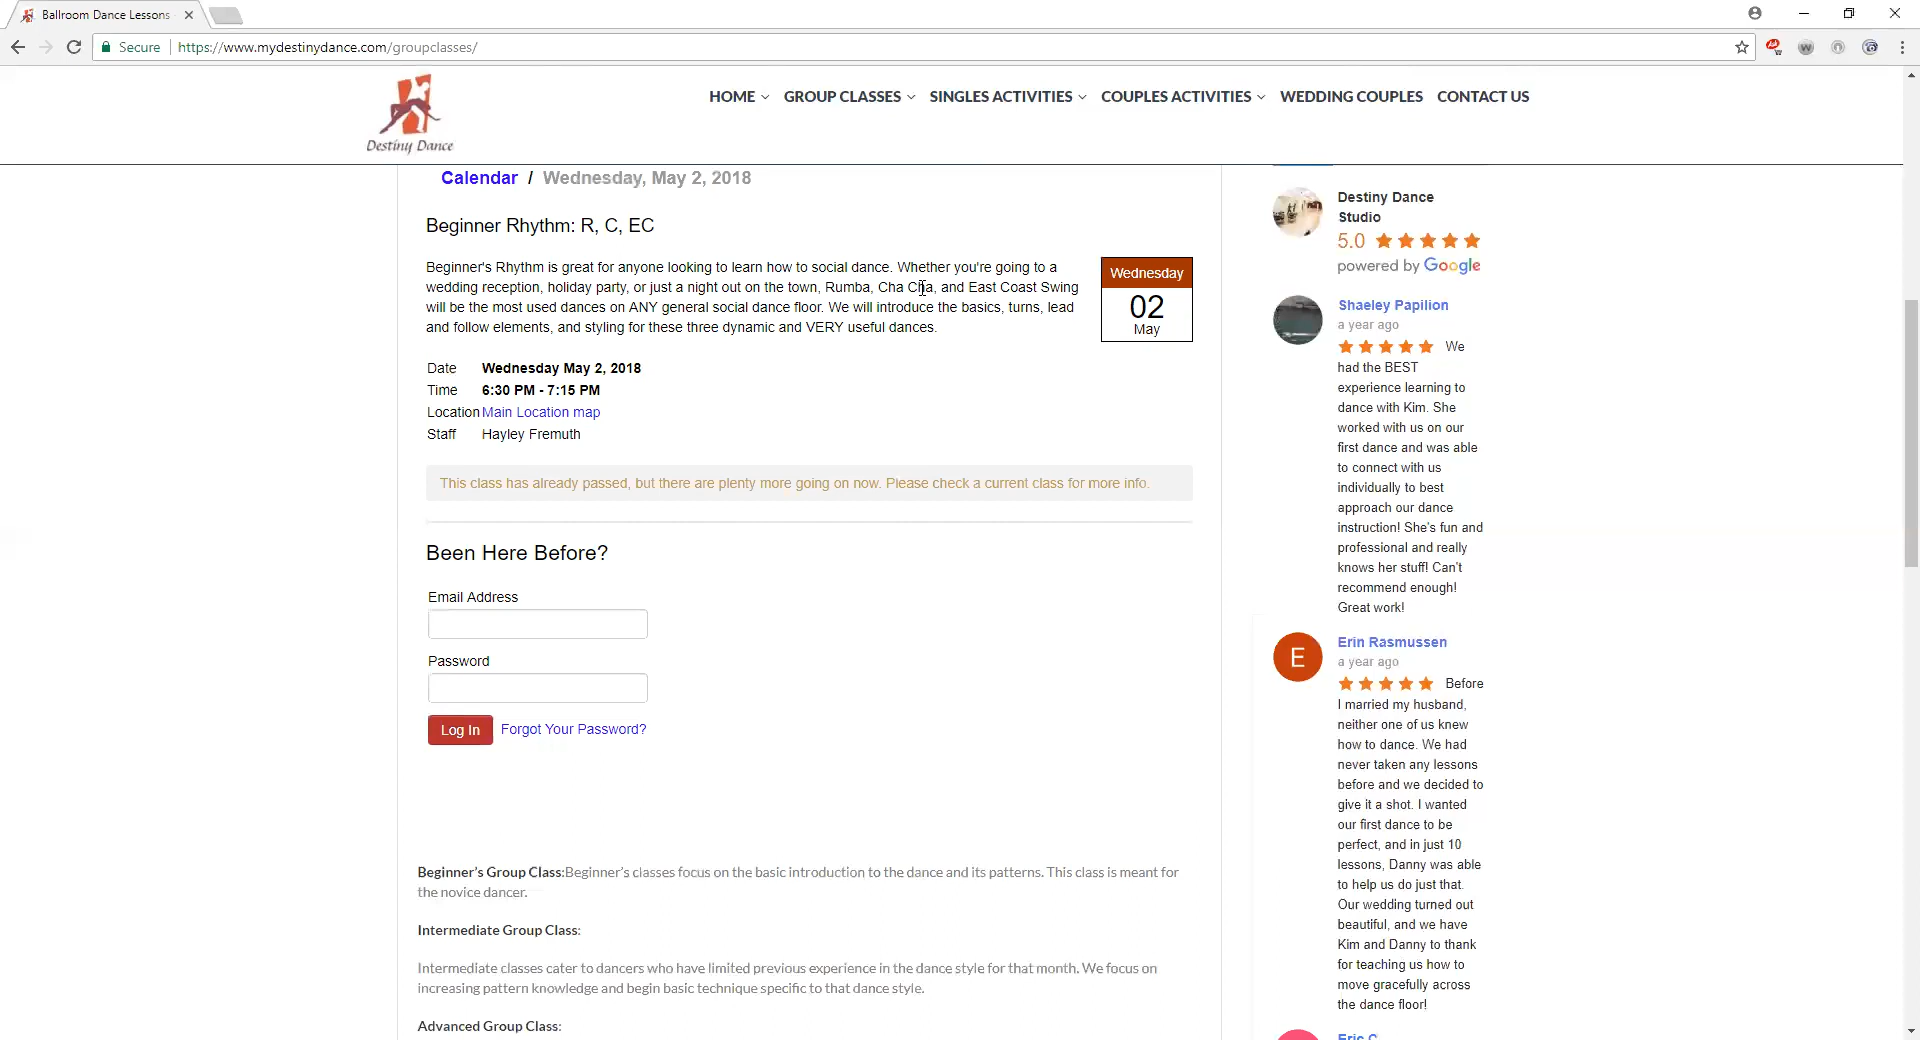 Ballroom Dance Lessons
Secure
https://www.mydestinydance.com/groupclasses/
Destiny Dance
HOME
GROUP CLASSES
SINGLES ACTIVITIES
COUPLES ACTIVITIES
WEDDING COUPLES
CONTACT US
Calendar / Wednesday, May 2, 2018
Beginner Rhythm: R, C, EC
Beginner's Rhythm is great for anyone looking to learn how to social dance. Whether you're going to a
wedding reception, holiday party, or just a night out on the town, Rumba, Cha Cha, and East Coast Swing
will be the most used dances on ANY general social dance floor. We will introduce the basics, turns, lead
and follow elements, and styling for these three dynamic and VERY useful dances.
Wednesday
02
May
Date Wednesday May 2, 2018
Time 6:30 PM - 7:15 PM
Location Main Location map
Staff Hayley Fremuth
This class has already passed, but there are plenty more going on now. Please check a current class for more info.
Been Here Before?
Email Address
Password
Log In Forgot Your Password?
Beginner's Group Class:Beginner's classes focus on the basic introduction to the dance and its patterns. This class is meant for
the novice dancer.
Intermediate Group Class:
Intermediate classes cater to dancers who have limited previous experience in the dance style for that month. We focus on
increasing pattern knowledge and begin basic technique specific to that dance style.
Advanced Group Class:
Destiny Dance
Studio
5.0
powered by Google
Shaeley Papilion
a year ago
We
had the BEST
experience learning to
dance with Kim. She
worked with us on our
first dance and was able
to connect with us
individually to best
approach our dance
instruction! She's fun and
professional and really
knows her stuff! Can't
recommend enough!
Great work!
E
Erin Rasmussen
a year ago
Before
I married my husband,
neither one of us knew
how to dance. We had
never taken any lessons
before and we decided to
give it a shot. I wanted
our first dance to be
perfect, and in just 10
lessons, Danny was able
to help us do just that.
Our wedding turned out
beautiful, and we have
Kim and Danny to thank
for teaching us how to
move gracefully across
the dance floor!
Eric C